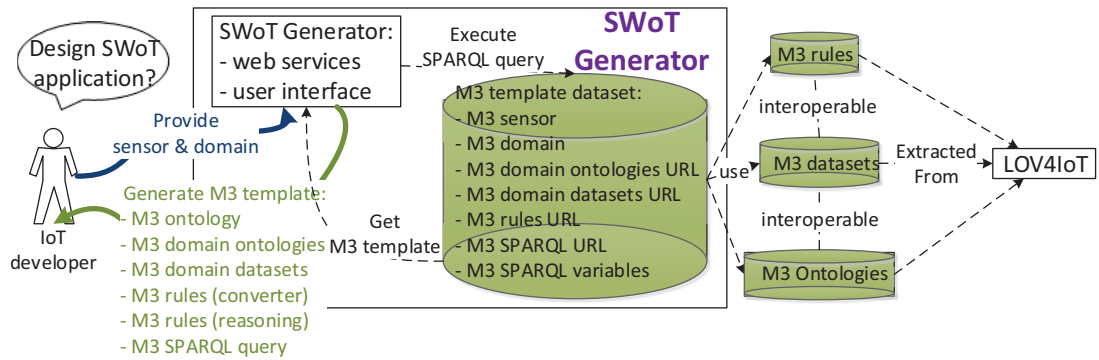 Design SWoT
application?
IoT
developer
Provide
sensor & domain
Generate M3 template:
- M3 ontology
- M3 domain ontologies
- M3 domain datasets
- M3 rules (converter)
- M3 rules (reasoning)
- M3 SPARQL query
SWoT Generator:
- web services
- user interface
Execute
SPARQL query
SWoT
Generator
Get
M3 template
M3 template dataset:
- M3 sensor
- M3 domain
- M3 domain ontologies URL
- M3 domain datasets URL
- M3 rules URL
- M3 SPARQL URL
- M3 SPARQL variables
use
M3 rules
interoperable
M3 datasets
interoperable
M3 Ontologies
Extracted
From
LOV4IoT